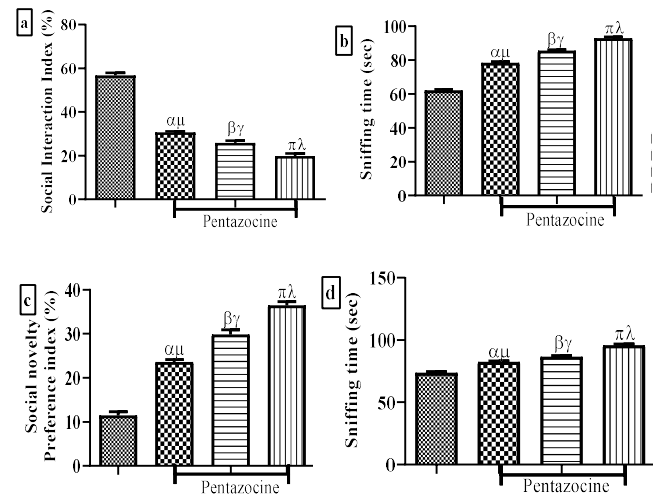 a
Social Interaction Index (%)
80
60
40
20
0
αμ
βγ
πλ
Pentazocine
b
Sniffing time (sec)
100
80
60
40
20
0
αμ
βγ
πλ
Pentazocine
c
Social novelty
Preference index (%)
40
30
20
10
0
αμ
βγ
πλ
Pentazocine
d
Sniffing time (sec)
150
100
50
0
αμ
βγ
πλ
Pentazocine